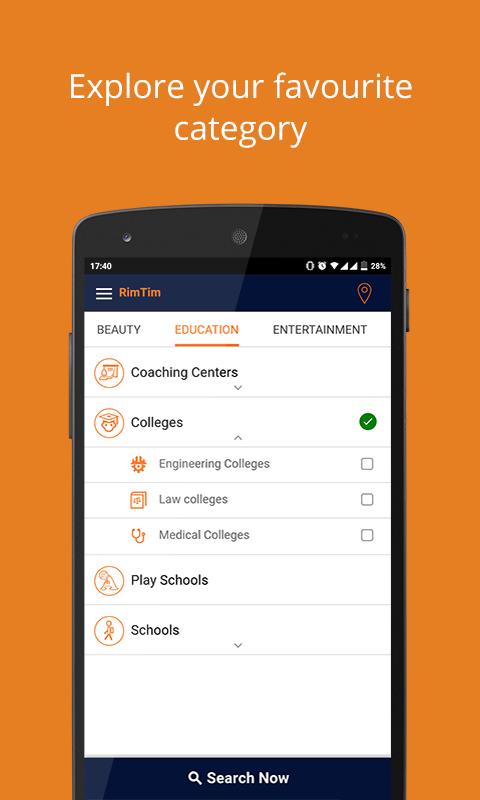 Explore your favourite
category
17:40
28%
RimTim
BEAUTY EDUCATION ENTERTAINMENT
Coaching Centers
Colleges
Engineering Colleges
Law colleges
Medical Colleges
Play Schools
Schools
Search Now